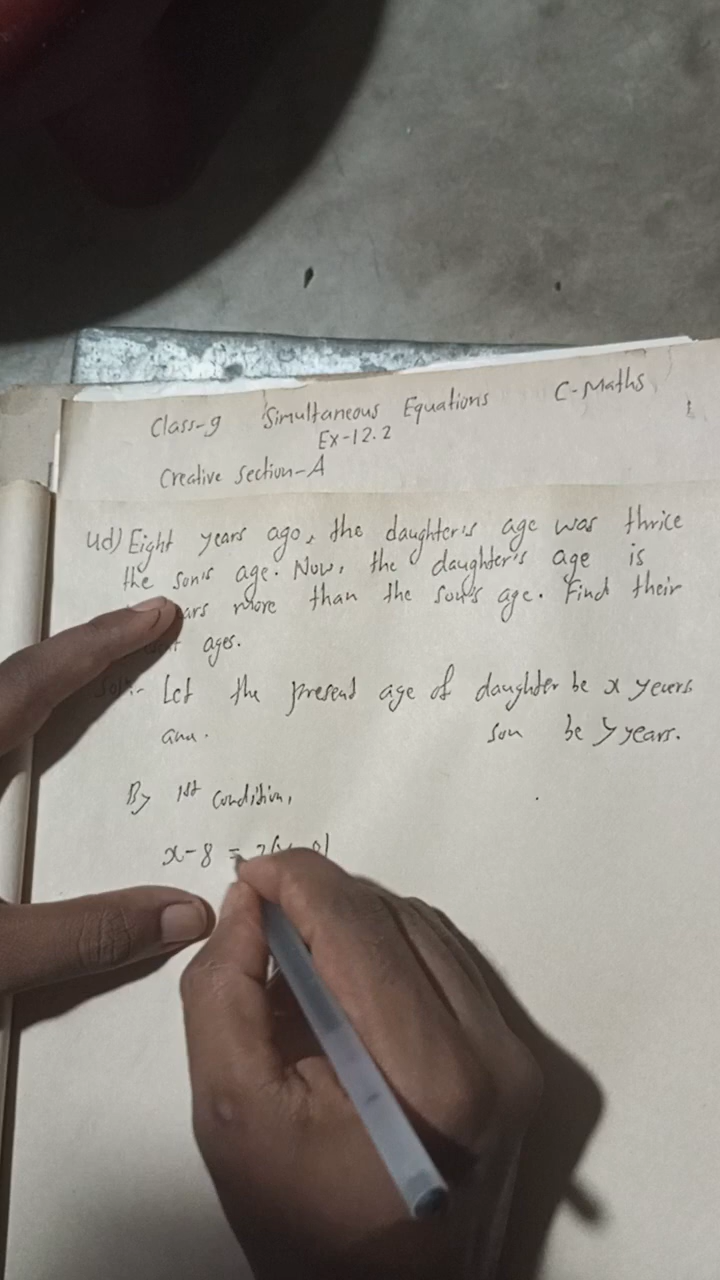 Class-9 Simultaneous Equations C-Maths
Ex-12.2
Creative section-A
4d) Eight years ago, the daughter's age was thrice
the son's age. Now, the daughter's age is
ars more than the son's age. Find their
ages.
Let the present age of daughter be x years
son be y years.
By 1st condition,
x-8 =